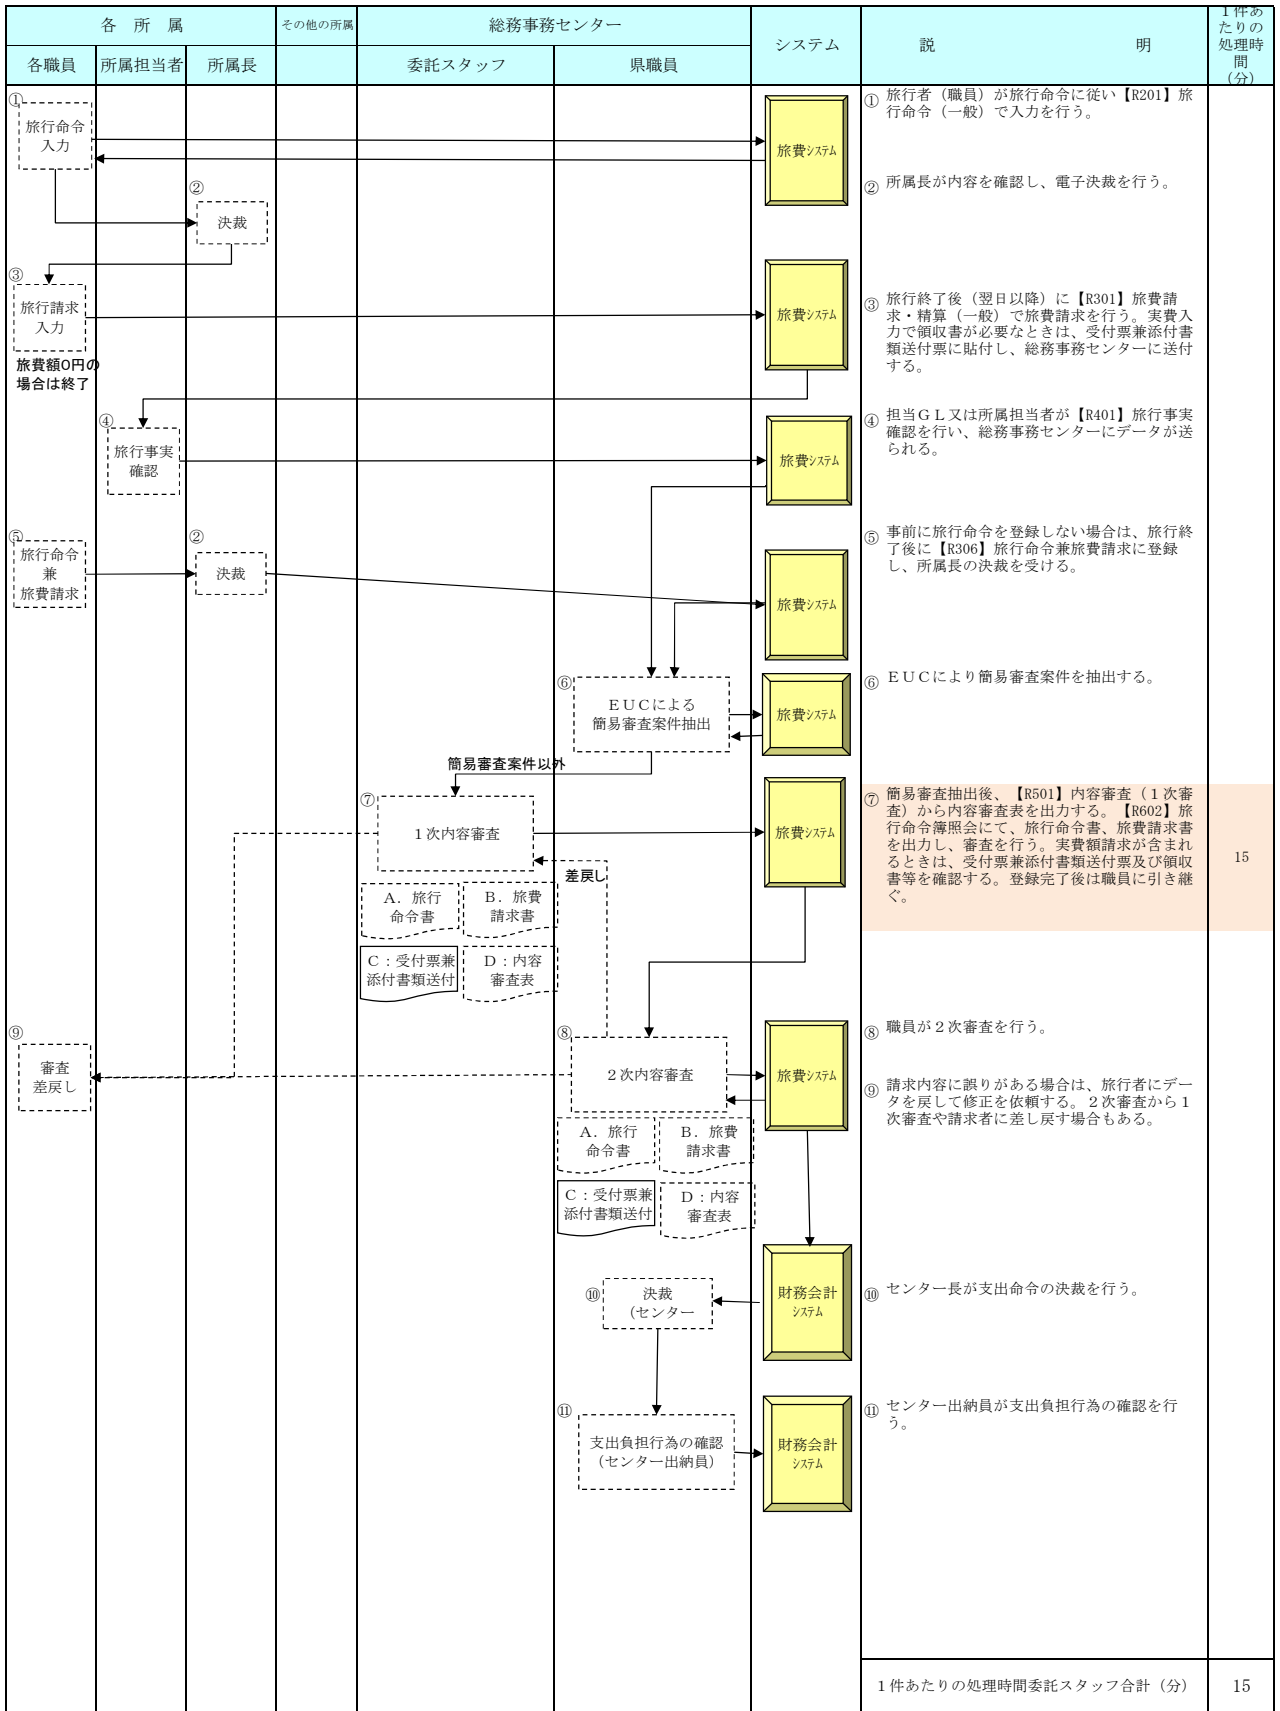 各　所　属
その他の所属
総務事務センター
システム
説　　明
１件あ
たりの
処理時
間
（分）
各職員
所属担当者
所属長
委託スタッフ
県職員
①
旅行命令
入力
旅費システム
① 旅行者（職員）が旅行命令に従い【R201】旅
行命令（一般）で入力を行う。
②
決裁
② 所属長が内容を確認し、電子決裁を行う。
③
旅行請求
入力
旅費額0円の
場合は終了
旅費システム
③ 旅行終了後（翌日以降）に【R301】旅費請
求・精算（一般）で旅費請求を行う。実費入
力で領収書が必要なときは、受付票兼添付書
類送付票に貼付し、総務事務センターに送付
する。
④
旅行事実
確認
旅費システム
④ 担当ＧＬ又は所属担当者が【R401】旅行事実
確認を行い、総務事務センターにデータが送
られる。
⑤
旅行命令
兼
旅費請求
②
決裁
旅費システム
⑤ 事前に旅行命令を登録しない場合は、旅行終
了後に【R306】旅行命令兼旅費請求に登録
し、所属長の決裁を受ける。
⑥
ＥＵＣによる
簡易審査案件抽出
旅費システム
⑥ ＥＵＣにより簡易審査案件を抽出する。
簡易審査案件以外
⑦
１次内容審査
旅費システム
⑦ 簡易審査抽出後、【R501】内容審査（１次審
査）から内容審査表を出力する。【R602】旅
行命令簿照会にて、旅行命令書、旅費請求書
を出力し、審査を行う。実費額請求が含まれ
るときは、受付票兼添付書類送付票及び領収
書等を確認する。登録完了後は職員に引き継
ぐ。
15
差戻し
Ａ．旅行
命令書
Ｂ．旅費
請求書
Ｃ：受付票兼
添付書類送付
Ｄ：内容
審査表
⑨
審査
差戻し
⑧
２次内容審査
旅費システム
⑧ 職員が２次審査を行う。
⑨ 請求内容に誤りがある場合は、旅行者にデー
タを戻して修正を依頼する。２次審査から１
次審査や請求者に差し戻す場合もある。
Ａ．旅行
命令書
Ｂ．旅費
請求書
Ｃ：受付票兼
添付書類送付
Ｄ：内容
審査表
⑩
決裁
（センター
財務会計
システム
⑩ センター長が支出命令の決裁を行う。
⑪
支出負担行為の確認
（センター出納員）
財務会計
システム
⑪ センター出納員が支出負担行為の確認を行
う。
１件あたりの処理時間委託スタッフ合計（分）
15